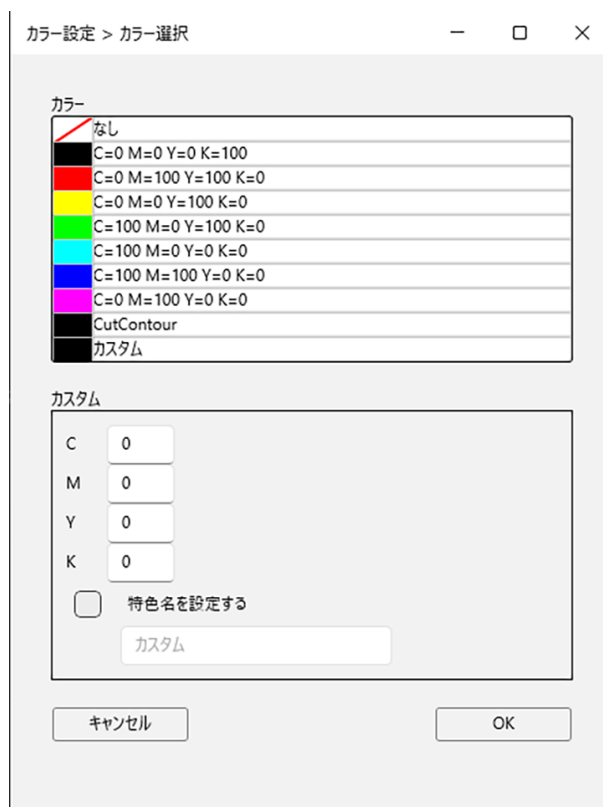 カラー設定 > カラー選択
カラー
なし
C=0 M=0 Y=0 K=100
C=0 M=100 Y=100 K=0
C=0 M=0 Y=100 K=0
C=100 M=0 Y=100 K=0
C=100 M=0 Y=0 K=0
C=100 M=100 Y=0 K=0
C=0 M=100 Y=0 K=0
CutContour
カスタム
カスタム
C 0
M 0
Y 0
K 0
特色名を設定する
カスタム
キャンセル OK